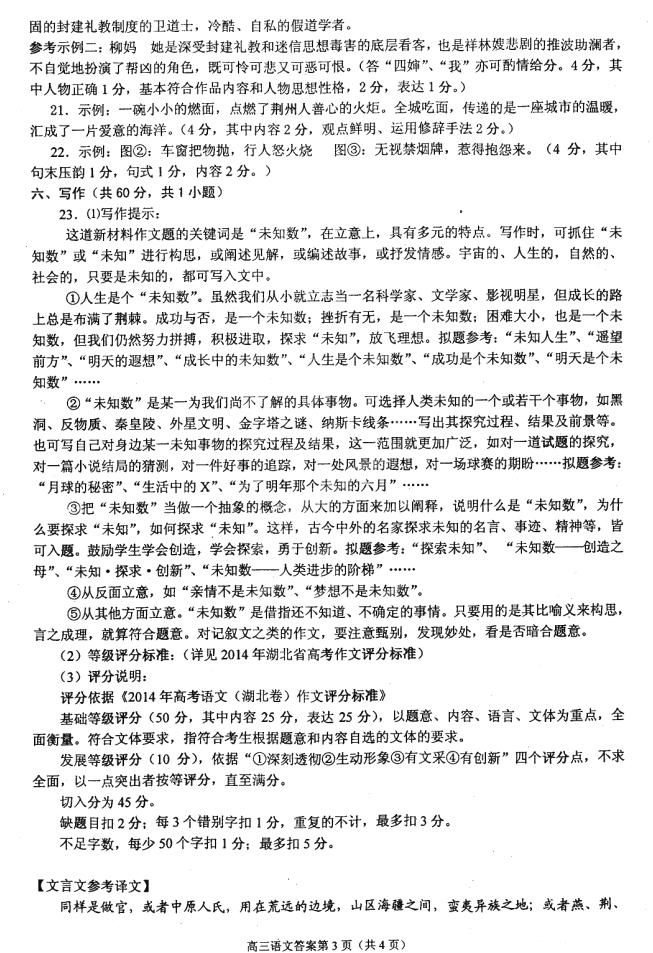 固的封建礼教制度的卫道士，冷酷、自私的假道学者。
参考示例二：柳妈　她是深受封建礼教和迷信思想毒害的底层看客，也是祥林嫂悲剧的推波助澜者，
不自觉地扮演了帮凶的角色，既可怜可悲又可恶可恨。（答“四婶”、“我”亦可酌情给分。4 分，其
中人物正确 1 分，基本符合作品内容和人物思想性格，2 分，表达 1 分。）
21．示例：一碗小小的燃面，点燃了荆州人善心的火炬。全城吃面，传递的是一座城市的温暖，
汇成了一片爱意的海洋。（4 分，其中内容 2 分，观点鲜明、运用修辞手法 2 分。）
22．示例：图②：车窗把物抛，行人怒火烧　 图③：无视禁烟牌，惹得抱怨来。（4 分，其中
句末压韵 1 分，句式 1 分，内容 2 分。）
六、写作（共 60 分，共 1 小题）
23．⑴写作提示：
这道新材料作文题的关键词是“未知数”，在立意上，具有多元的特点。写作时，可抓住“未
知数”或“未知”进行构思，或阐述见解，或编述故事，或抒发情感。宇宙的、人生的，自然的、
社会的，只要是未知的，都可写入文中。
①人生是个“未知数”。虽然我们从小就立志当一名科学家、文学家、影视明星，但成长的路
上总是布满了荆棘。成功与否，是一个未知数；挫折有无，是一个未知数；困难大小，也是一个未
知数，但我们仍然努力拼搏，积极进取，探求“未知”，放飞理想。拟题参考：“未知人生”、“遥望
前方”、“明天的遐想”、“成长中的未知数”、“人生是个未知数”、“成功是个未知数”、“明天是个未
知数”……
②“未知数”是某一为我们尚不了解的具体事物。可选择人类未知的一个或若干个事物，如黑
洞、反物质、秦皇陵、外星文明、金字塔之谜、纳斯卡线条……写出其探究过程、结果及前景等。
也可写自己对身边某一未知事物的探究过程及结果，这一范围就更加广泛，如对一道试题的探究，
对一篇小说结局的猜测，对一件好事的追踪，对一处风景的遐想，对一场球赛的期盼……拟题参考：
“月球的秘密”、“生活中的 X”、“为了明年那个未知的六月”……
③把“未知数”当做一个抽象的概念，从大的方面来加以阐释，说明什么是“未知数”，为什
么要探求“未知”，如何探求“未知”。这样，古今中外的名家探求未知的名言、事迹、精神等，皆
可入题。鼓励学生学会创造，学会探索，勇于创新。拟题参考：“探索未知”、 “未知数——创造之
母”、“未知·探求·创新”、“未知数——人类进步的阶梯”……
④从反面立意，如“亲情不是未知数”、“梦想不是未知数”。
⑤从其他方面立意。“未知数”是借指还不知道、不确定的事情。只要用的是其比喻义来构思，
言之成理，就算符合题意。对记叙文之类的作文，要注意甄别，发现妙处，看是否暗合题意。
（2）等级评分标准：（详见 2014 年湖北省高考作文评分标准）
（3）评分说明：
评分依据《2014 年高考语文（湖北卷）作文评分标准》
基础等级评分（50 分，其中内容 25 分，表达 25 分），以题意、内容、语言、文体为重点，全
面衡量。符合文体要求，指符合考生根据题意和内容自选的文体的要求。
发展等级评分（10 分），依据“①深刻透彻②生动形象③有文采④有创新”四个评分点，不求
全面，以一点突出者按等评分，直至满分。
切入分为 45 分。
缺题目扣 2 分；每 3 个错别字扣 1 分，重复的不计，最多扣 3 分。
不足字数，每少 50 个字扣 1 分；最多扣 5 分。
【文言文参考译文】
同样是做官，或者中原人氏，用在荒远的边境，山区海疆之间，蛮夷异族之地；或者燕、荆、
高三语文答案第 3 页（共 4 页）